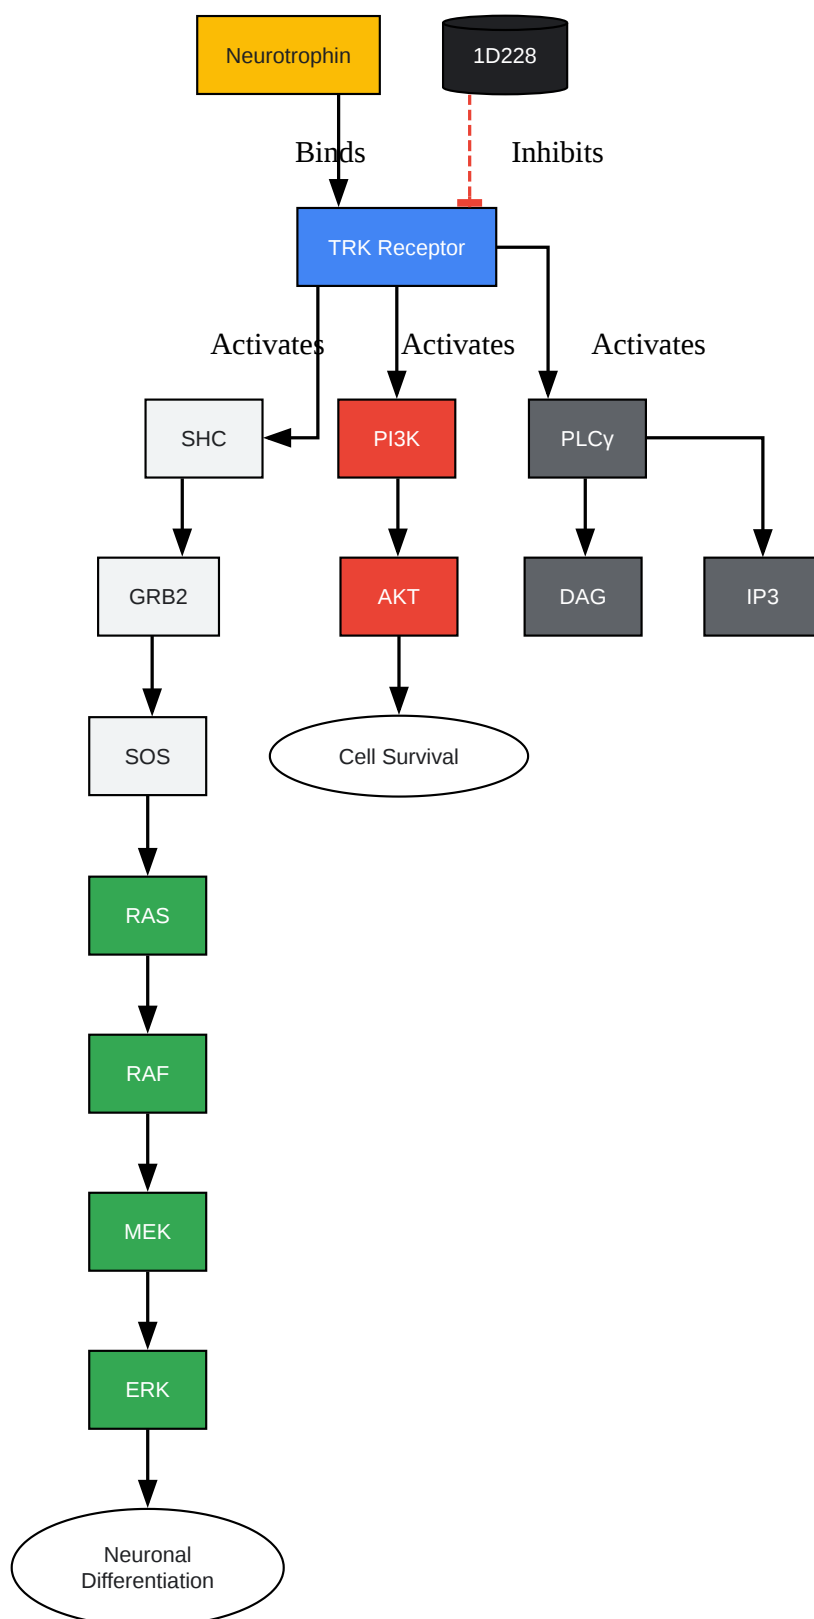 Neurotrophin
1D228
Binds
Inhibits
TRK Receptor
Activates
Activates
Activates
SHC
PI3K
PLCγ
GRB2
AKT
DAG
IP3
SOS
Cell Survival
RAS
RAF
MEK
ERK
Neuronal
Differentiation